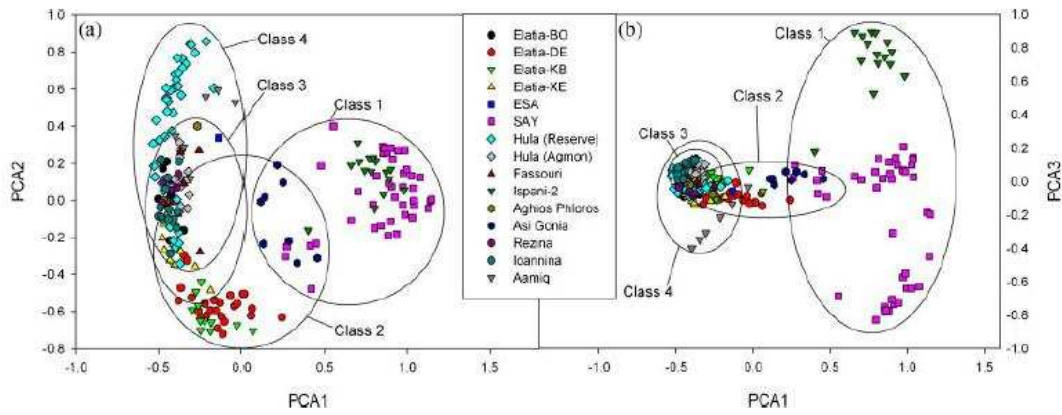 (a)
Class 4
Class 3
Class 1
Class 2
PCA2
0.8
0.6
0.4
0.2
0.0
-0.2
-0.4
-0.6
-0.8
-1.0 -0.5 0.0 0.5 1.0 1.5
PCA1
Elatia-BO
Elatia-DE
Elatia-KB
Elatia-KE
ESA
SAY
Hula (Reserve)
Hula (Agmon)
Fassouri
Ispani-2
Aghios Phloros
Asi Gonia
Rezina
Ioannina
Aamiq
(b)
Class 1
Class 2
Class 3
Class 4
1.0
0.8
0.6
0.4
0.2
0.0
-0.2
-0.4
-0.6
-0.8
-1.0
PCA3
-1.0 -0.5 0.0 0.5 1.0 1.5
PCA1